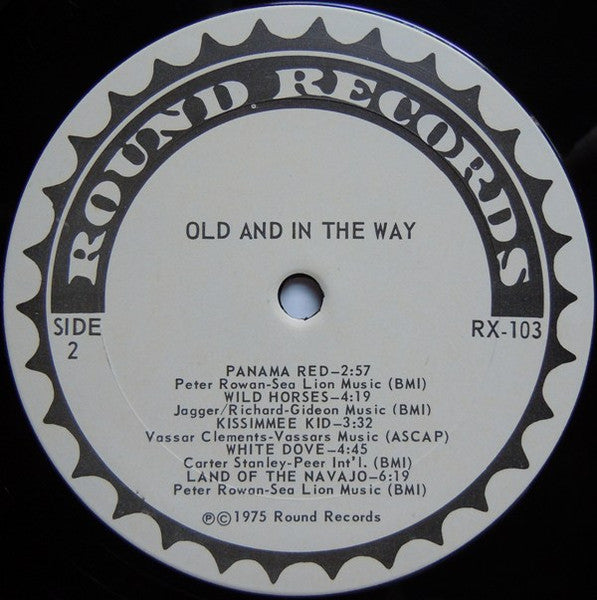 ROUND RECORDS
OLD AND IN THE WAY
SIDE
2
RX-103
PANAMA RED—2:57
Peter Rowan-Sea Lion Music (BMI)
WILD HORSES—4:19
Jagger/Richard-Gideon Music (BMI)
KISSIMMEE KID—3:32
Vassar Clements-Vassars Music (ASCAP)
WHITE DOVE—4:45
Carter Stanley-Peer Int'l. (BMI)
LAND OF THE NAVAJO—6:19
Peter Rowan-Sea Lion Music (BMI)
℗©1975 Round Records